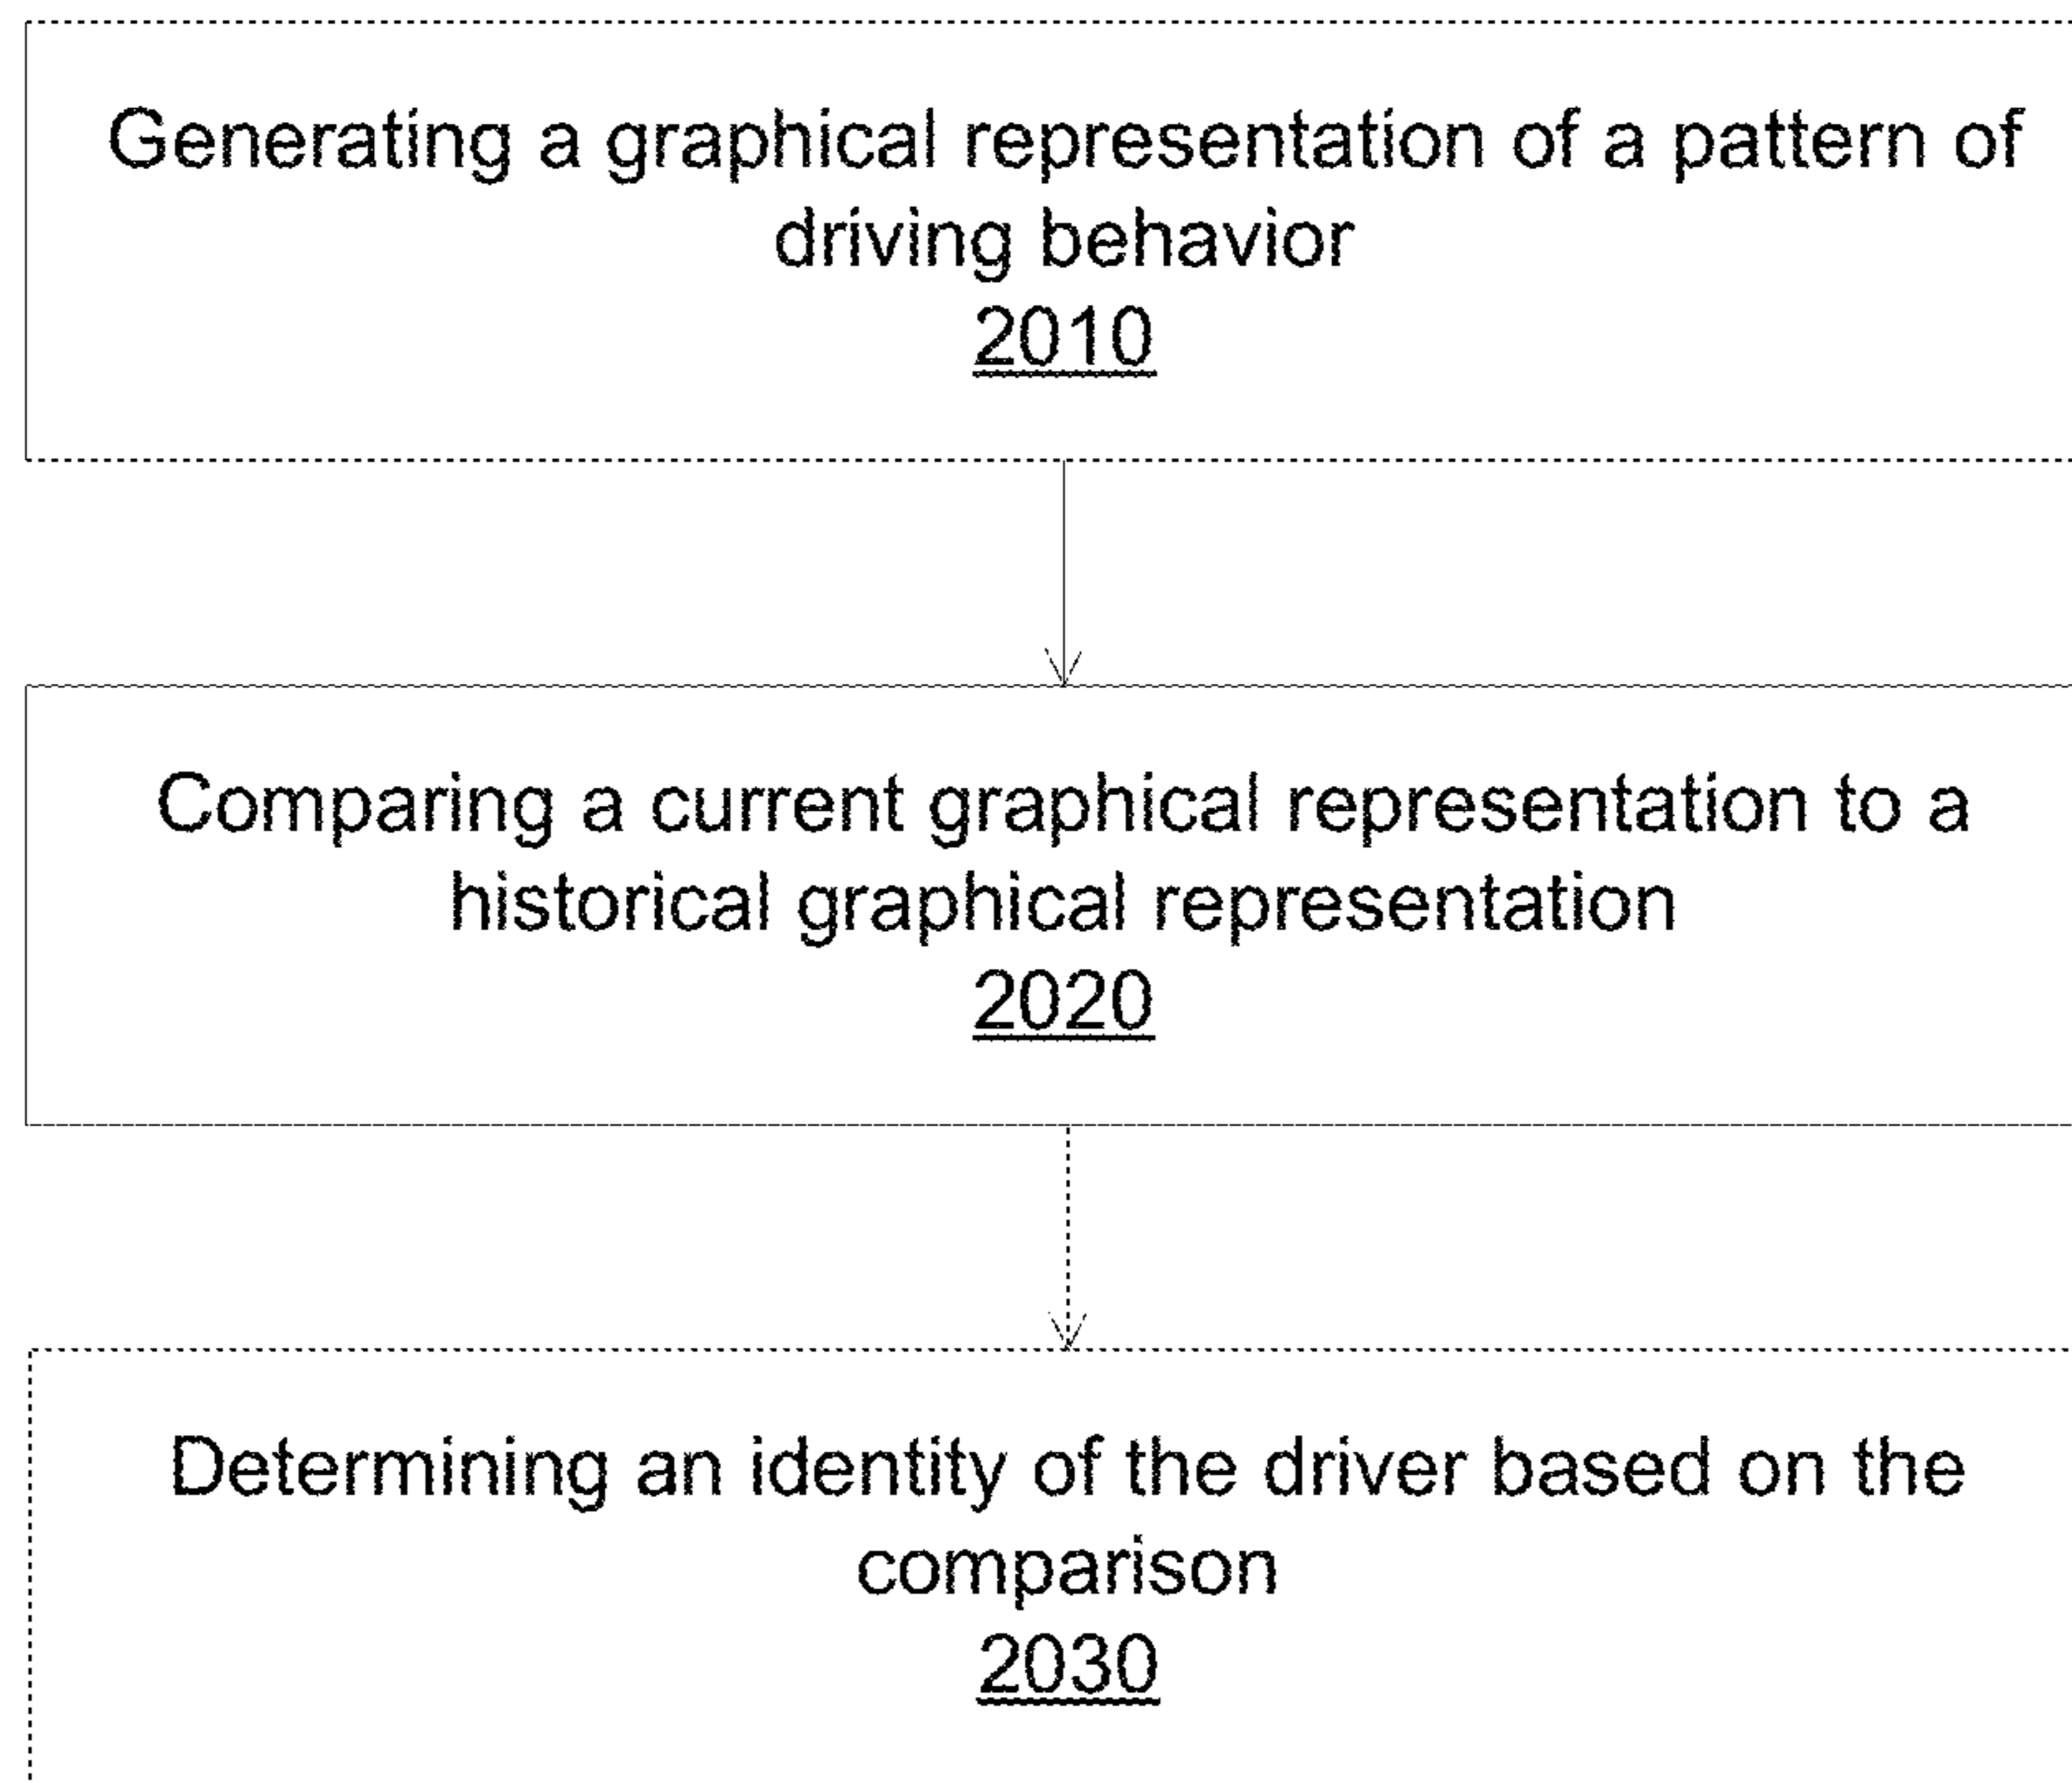 Generating a graphical representation of a pattern of
driving behavior
2010
Comparing a current graphical representation to a
historical graphical representation
2020
Determining an identity of the driver based on the
comparison
2030